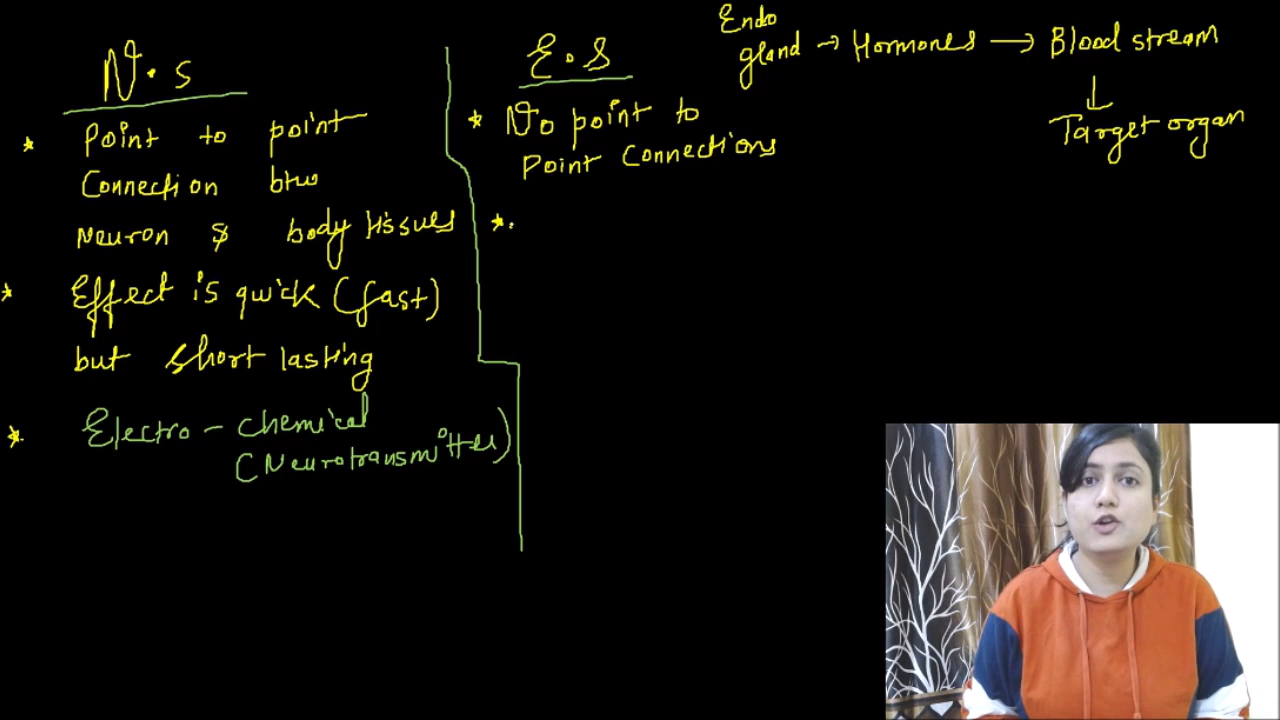 N.S
* Point to point
Connection btw
Neuron & body tissues
* Effect is quick (fast)
but short lasting
* Electro - chemical
(Neurotransmitter)
E.S
* No point to
Point Connections
*.
Endo
gland → Hormones → Blood stream
↓
Target organ